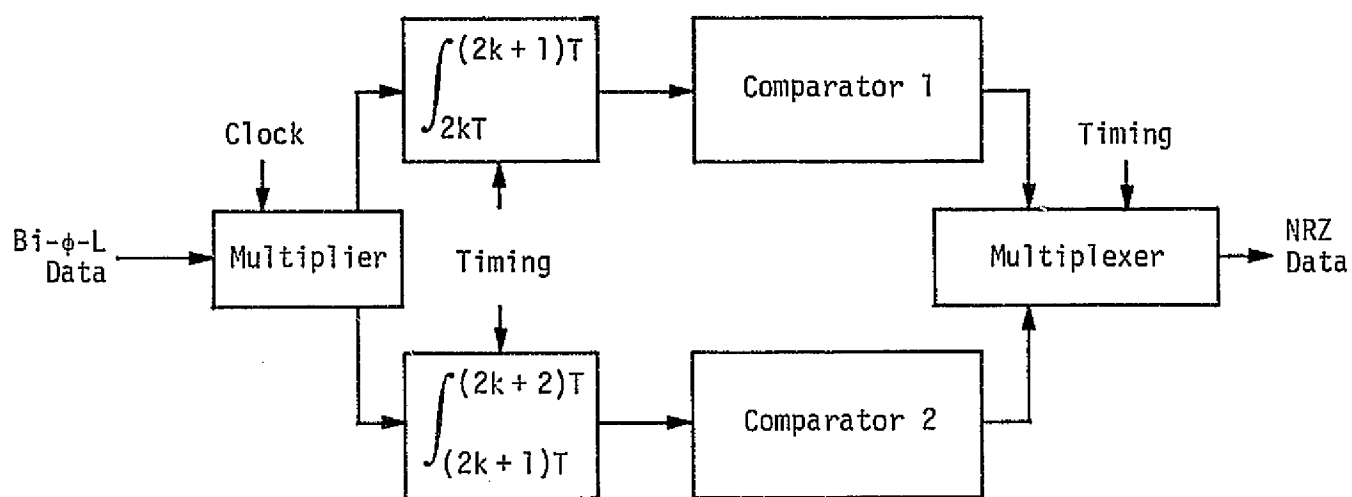 ∫ (2k + 1)T
2kT
Comparator 1
Clock
Timing
Bi-ϕ-L
Data
Multiplier
Timing
Multiplexer
NRZ
Data
∫ (2k + 2)T
(2k + 1)T
Comparator 2